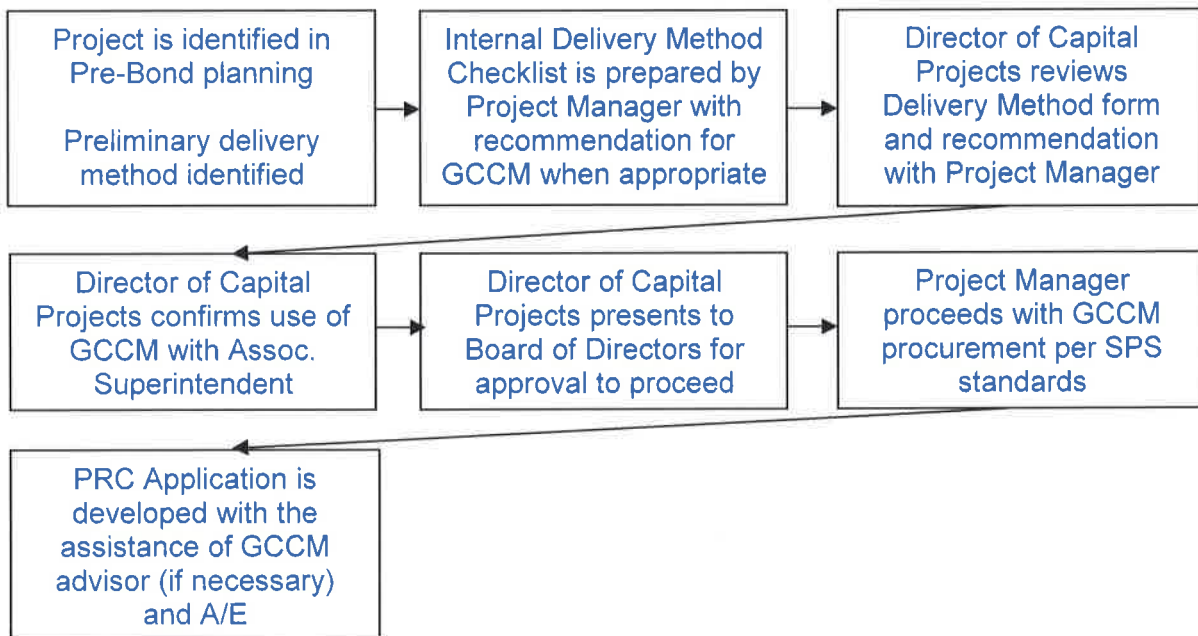 Project is identified in
Pre-Bond planning
Preliminary delivery
method identified
Internal Delivery Method
Checklist is prepared by
Project Manager with
recommendation for
GCCM when appropriate
Director of Capital
Projects reviews
Delivery Method form
and recommendation
with Project Manager
Director of Capital
Projects confirms use of
GCCM with Assoc.
Superintendent
Director of Capital
Projects presents to
Board of Directors for
approval to proceed
Project Manager
proceeds with GCCM
procurement per SPS
standards
PRC Application is
developed with the
assistance of GCCM
advisor (if necessary)
and A/E